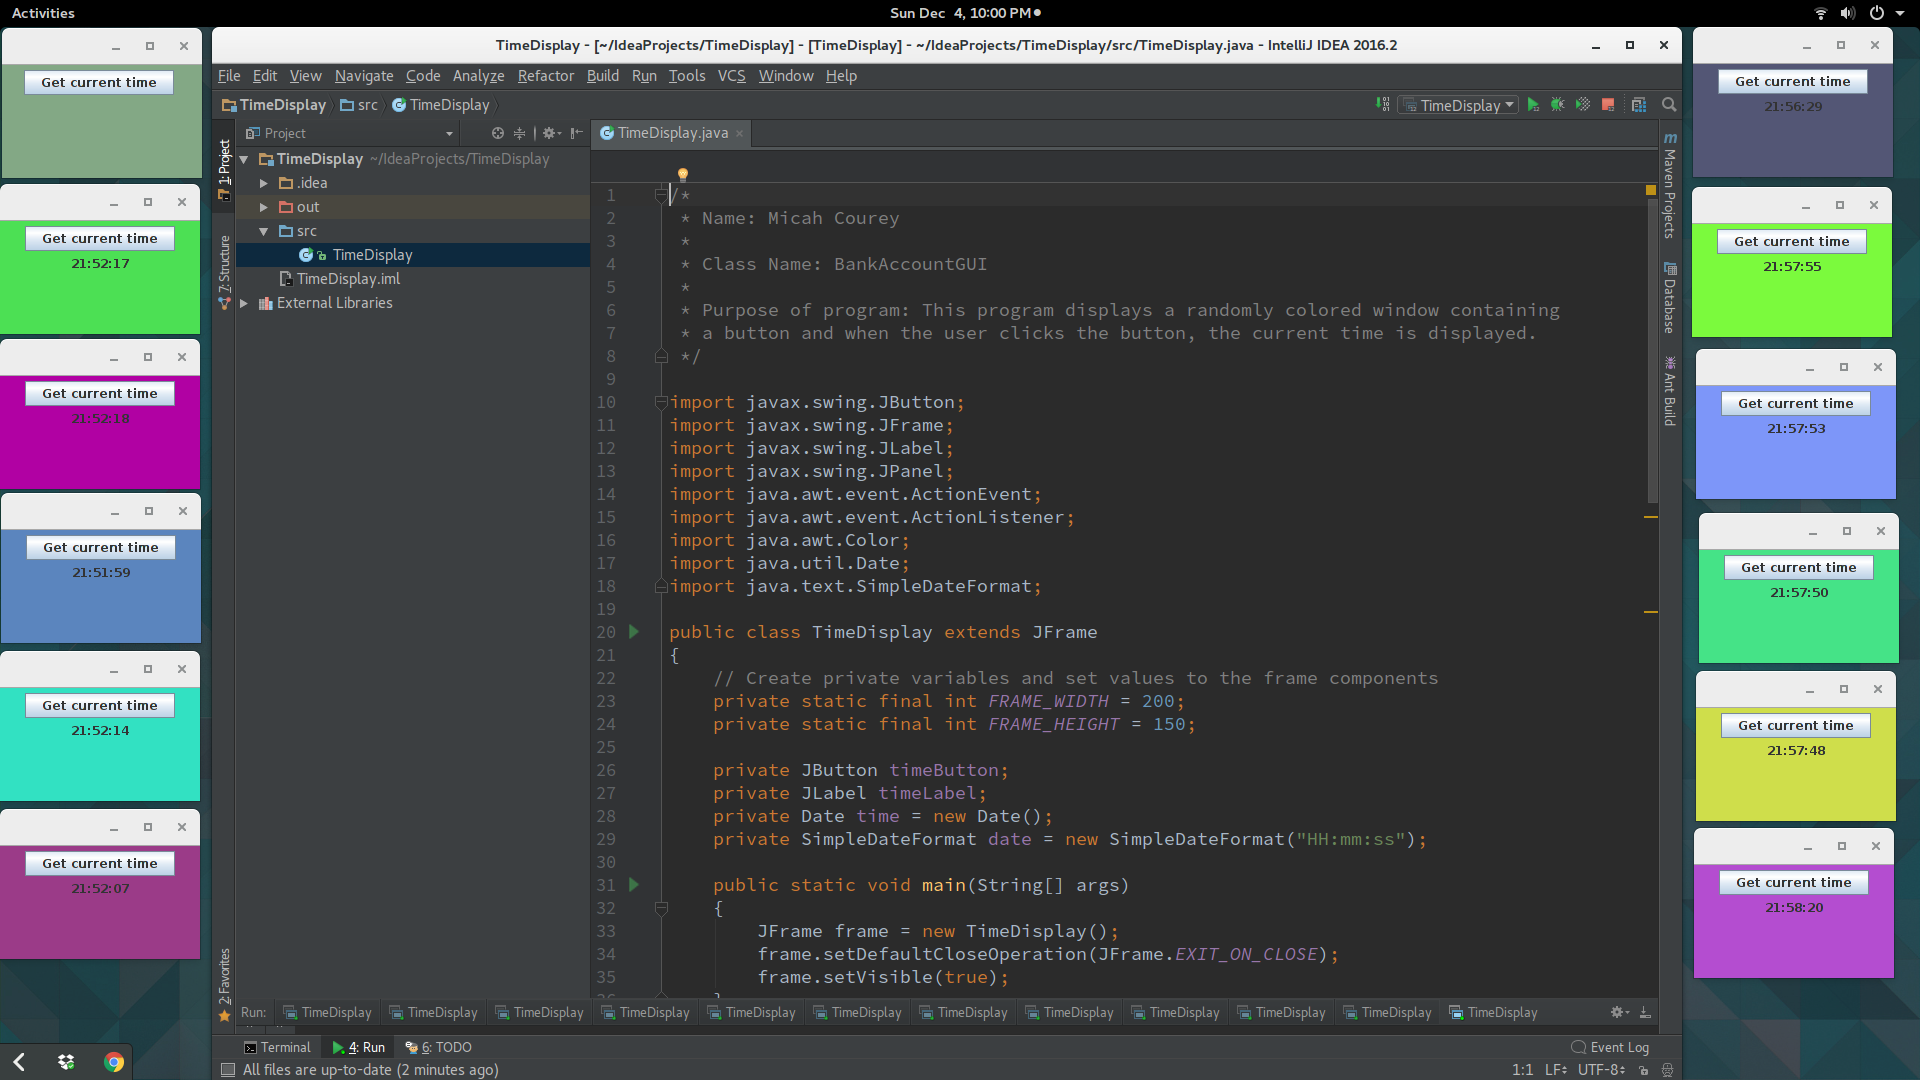 Activities
Sun Dec 4, 10:00 PM
Get current time
Get current time
21:52:17
Get current time
21:52:18
Get current time
21:51:59
Get current time
21:52:14
Get current time
21:52:07
TimeDisplay - [~/IdeaProjects/TimeDisplay] - [TimeDisplay] - ~/IdeaProjects/TimeDisplay/src/TimeDisplay.java - IntelliJ IDEA 2016.2
File Edit View Navigate Code Analyze Refactor Build Run Tools VCS Window Help
TimeDisplay src TimeDisplay
TimeDisplay
1: Project
7: Structure
2: Favorites
Project
TimeDisplay ~/IdeaProjects/TimeDisplay
.idea
out
src
TimeDisplay
TimeDisplay.iml
External Libraries
TimeDisplay.java
1 /*
2 * Name: Micah Courey
3 *
4 * Class Name: BankAccountGUI
5 *
6 * Purpose of program: This program displays a randomly colored window containing
7 * a button and when the user clicks the button, the current time is displayed.
8 */
9
10 import javax.swing.JButton;
11 import javax.swing.JFrame;
12 import javax.swing.JLabel;
13 import javax.swing.JPanel;
14 import java.awt.event.ActionEvent;
15 import java.awt.event.ActionListener;
16 import java.awt.Color;
17 import java.util.Date;
18 import java.text.SimpleDateFormat;
19
20 public class TimeDisplay extends JFrame
21 {
22 // Create private variables and set values to the frame components
23 private static final int FRAME_WIDTH = 200;
24 private static final int FRAME_HEIGHT = 150;
25
26 private JButton timeButton;
27 private JLabel timeLabel;
28 private Date time = new Date();
29 private SimpleDateFormat date = new SimpleDateFormat("HH:mm:ss");
30
31 public static void main(String[] args)
32 {
33 JFrame frame = new TimeDisplay();
34 frame.setDefaultCloseOperation(JFrame.EXIT_ON_CLOSE);
35 frame.setVisible(true);
Maven Projects
Database
Ant Build
Run: TimeDisplay TimeDisplay TimeDisplay TimeDisplay TimeDisplay TimeDisplay TimeDisplay TimeDisplay TimeDisplay TimeDisplay TimeDisplay TimeDisplay
Terminal 4: Run 6: TODO Event Log
All files are up-to-date (2 minutes ago)
1:1 LF UTF-8
Get current time
21:56:29
Get current time
21:57:55
Get current time
21:57:53
Get current time
21:57:50
Get current time
21:57:48
Get current time
21:58:20